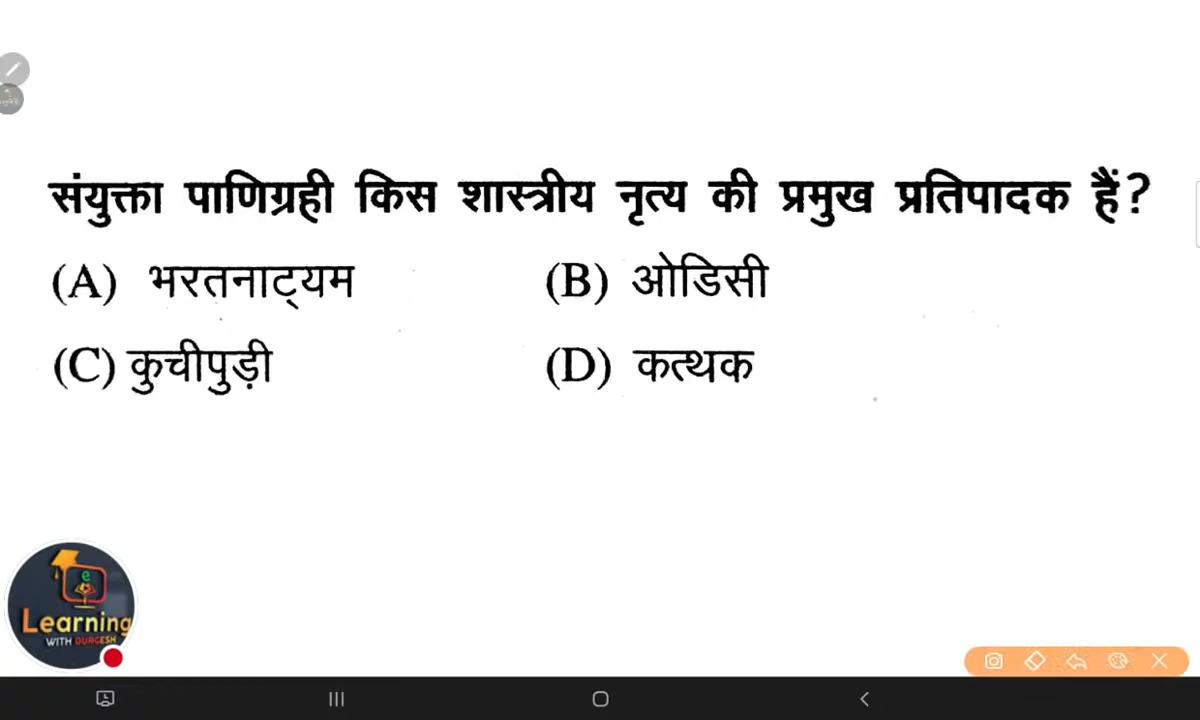 संयुक्ता पाणिग्रही किस शास्त्रीय नृत्य की प्रमुख प्रतिपादक हैं?
(A) भरतनाट्यम (B) ओडिसी
(C) कुचीपुड़ी (D) कत्थक
e
Learning
WITH DURGESH